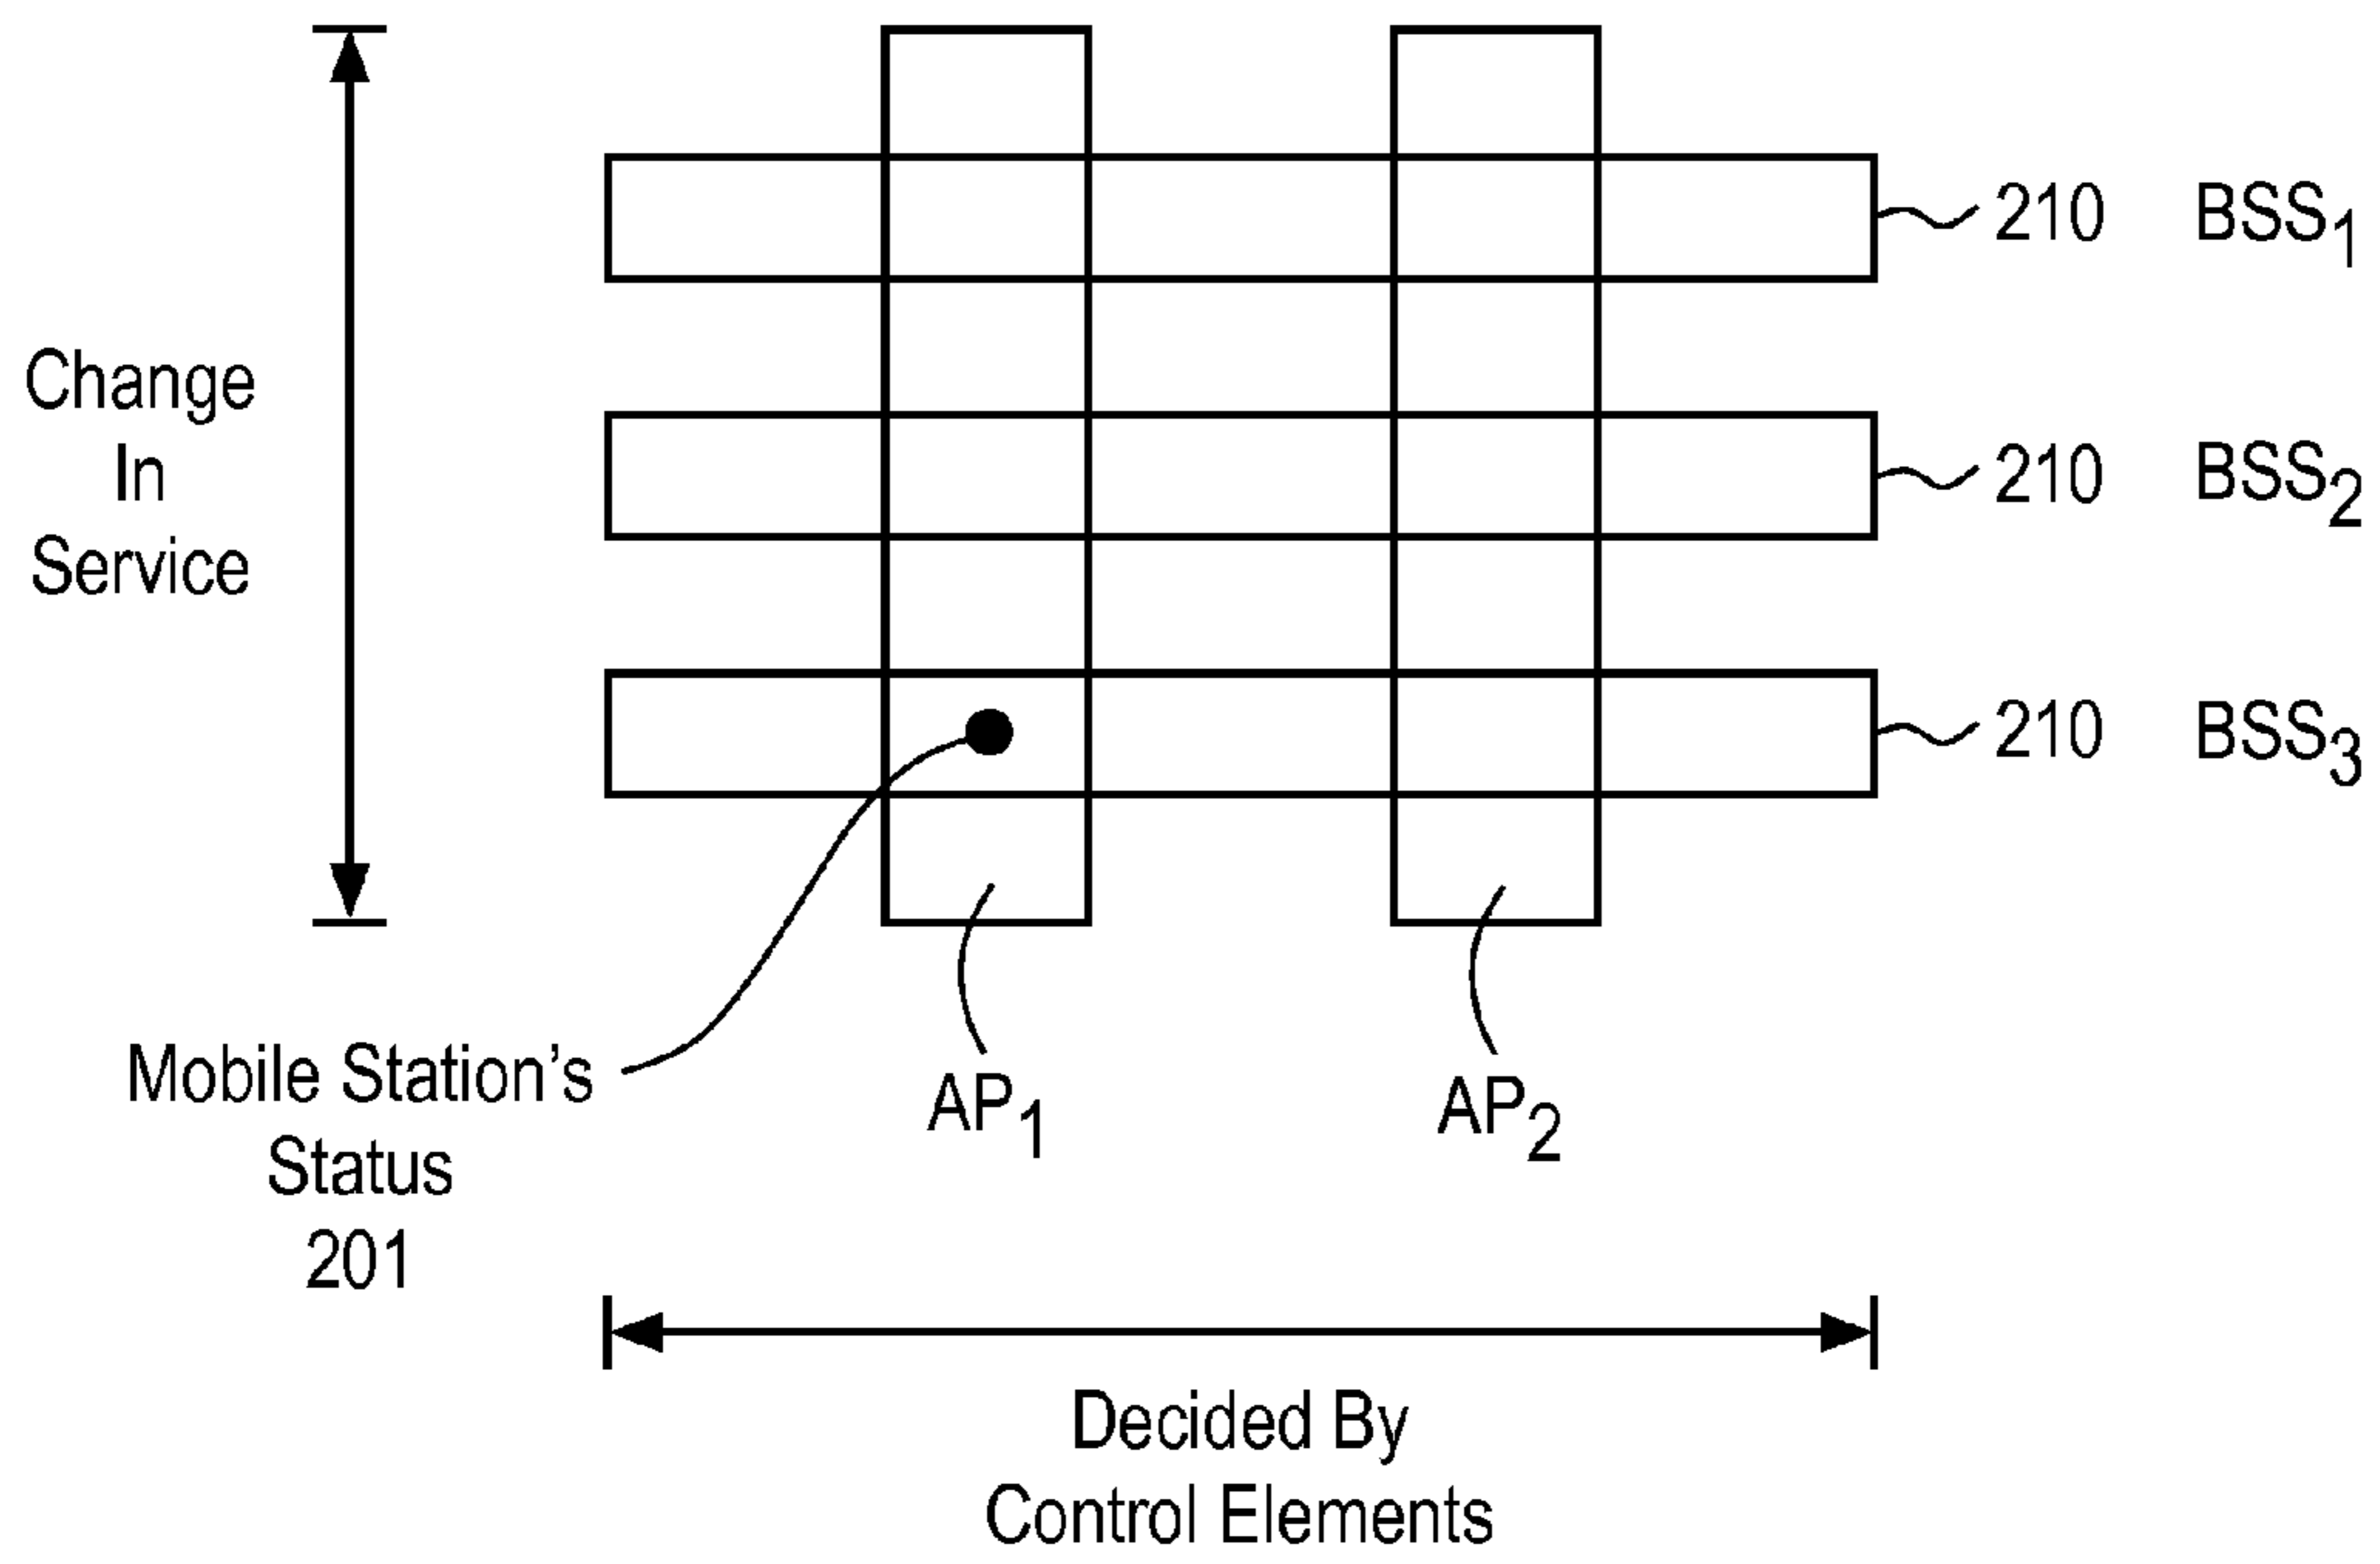 210 BSS1
Change
In
Service
210 BSS2
210 BSS3
Mobile Station’s
Status
201
AP1
AP2
Decided By
Control Elements